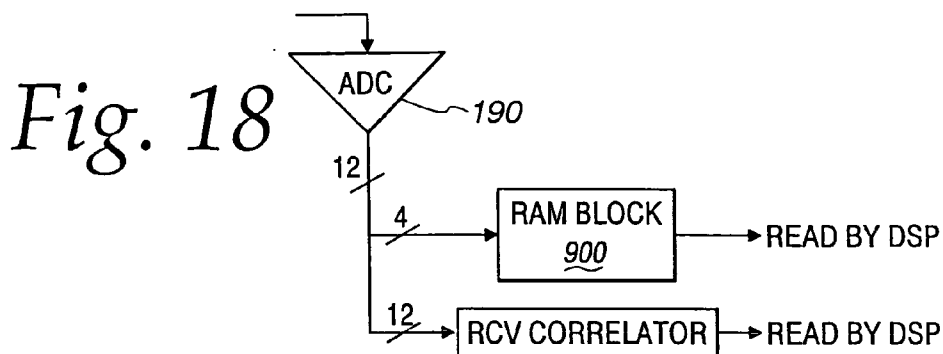 Fig. 18
ADC
190
12
4
RAM BLOCK
900
READ BY DSP
12
RCV CORRELATOR
READ BY DSP